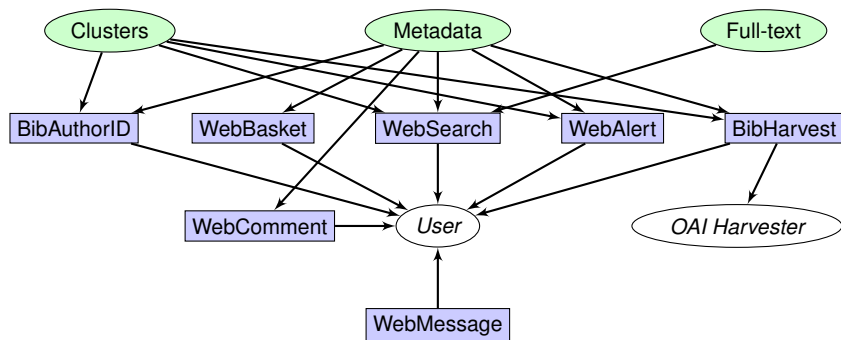 Clusters
Metadata
Full-text
BibAuthorID
WebBasket
WebSearch
WebAlert
BibHarvest
WebComment
User
OAI Harvester
WebMessage